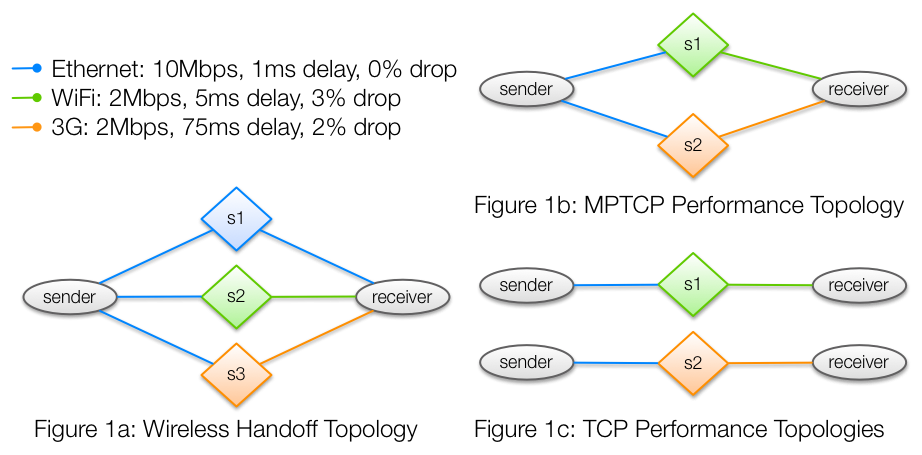 Ethernet: 10Mbps, 1ms delay, 0% drop
WiFi: 2Mbps, 5ms delay, 3% drop
3G: 2Mbps, 75ms delay, 2% drop
s1
sender
s2
receiver
s3
Figure 1a: Wireless Handoff Topology
s1
sender
receiver
s2
Figure 1b: MPTCP Performance Topology
sender
s1
receiver
sender
s2
receiver
Figure 1c: TCP Performance Topologies